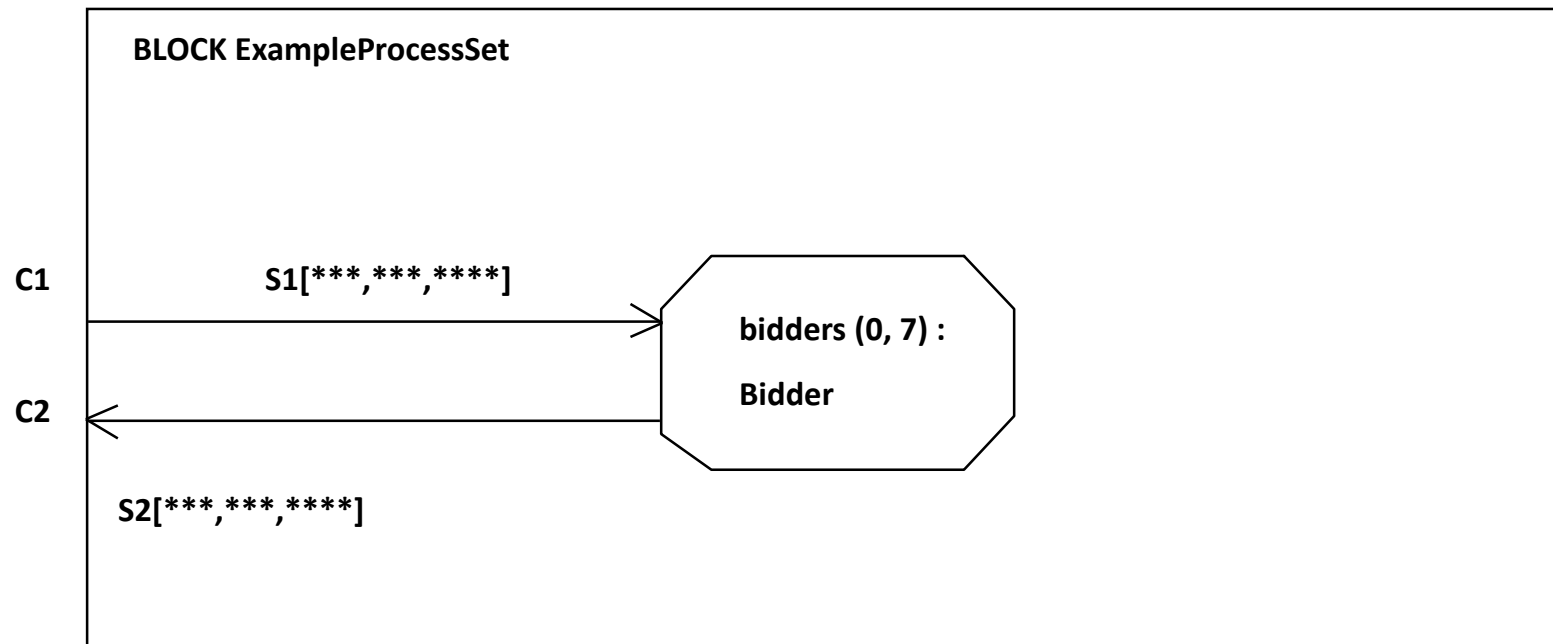 BLOCK ExampleProcessSet
C1
S1[***,***,****]
bidders (0, 7) :
Bidder
C2
S2[***,***,****]